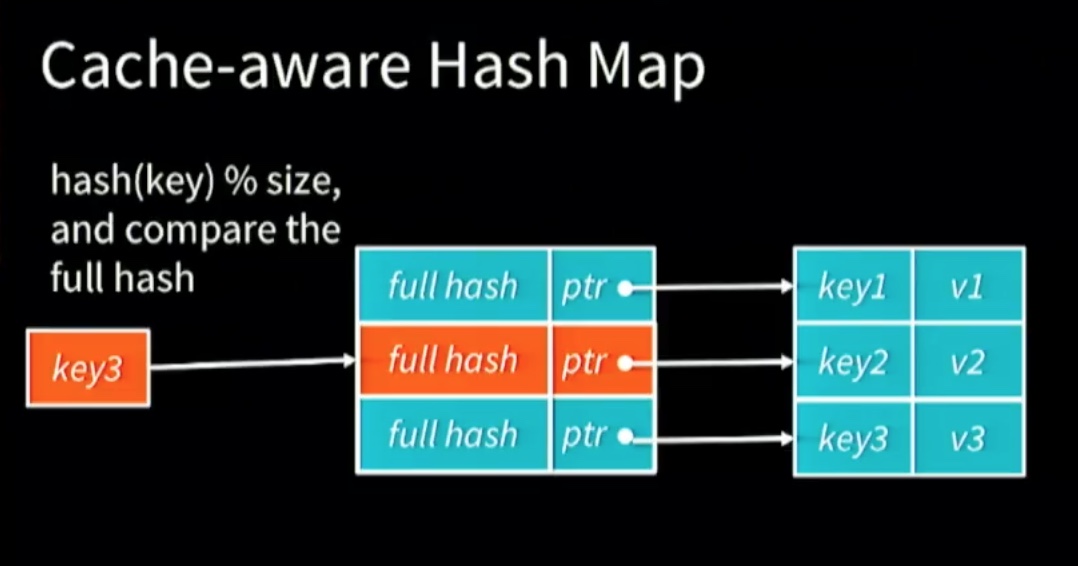 Cache-aware Hash Map
hash(key) % size,
and compare the
full hash
key3
full hash ptr
full hash ptr
full hash ptr
key1 v1
key2 v2
key3 v3